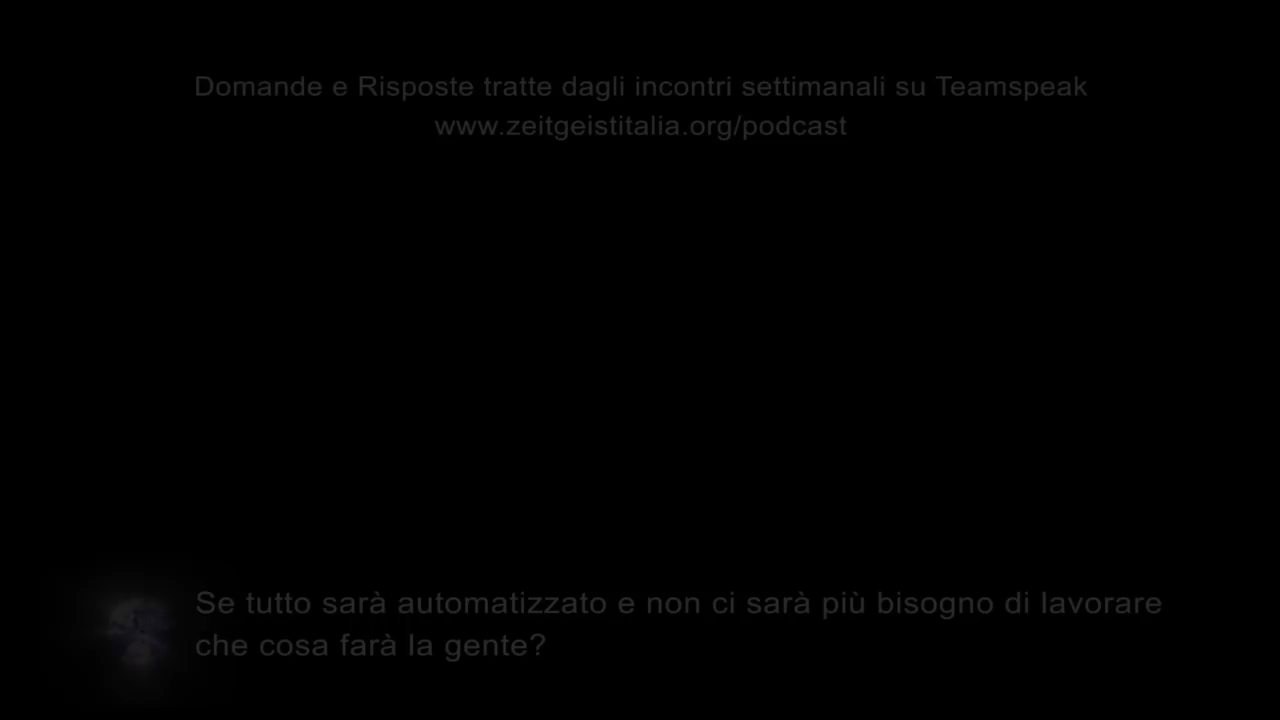 Domande e Risposte tratte dagli incontri settimanali su Teamspeak
www.zeitgeistitalia.org/podcast
Se tutto sarà automatizzato e non ci sarà più bisogno di lavorare
che cosa farà la gente?